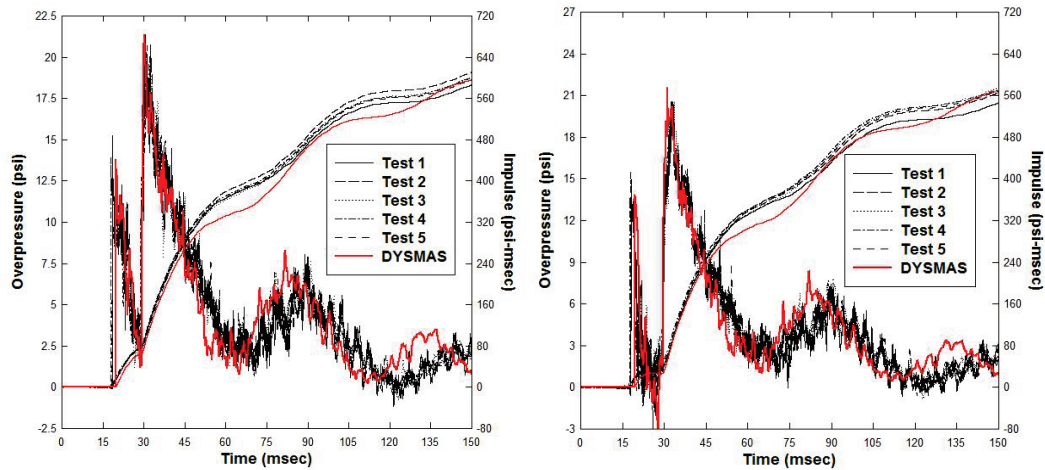 22.5
20
17.5
15
12.5
10
7.5
5
2.5
0
-2.5
Overpressure (psi)
720
640
560
480
400
320
240
160
80
0
-80
Impulse (psi-msec)
Test 1
Test 2
Test 3
Test 4
Test 5
DYSMAS
0 15 30 45 60 75 90 105 120 135 150
Time (msec)
27
24
21
18
15
12
9
6
3
0
-3
Overpressure (psi)
720
640
560
480
400
320
240
160
80
0
-80
Impulse (psi-msec)
Test 1
Test 2
Test 3
Test 4
Test 5
DYSMAS
0 15 30 45 60 75 90 105 120 135 150
Time (msec)